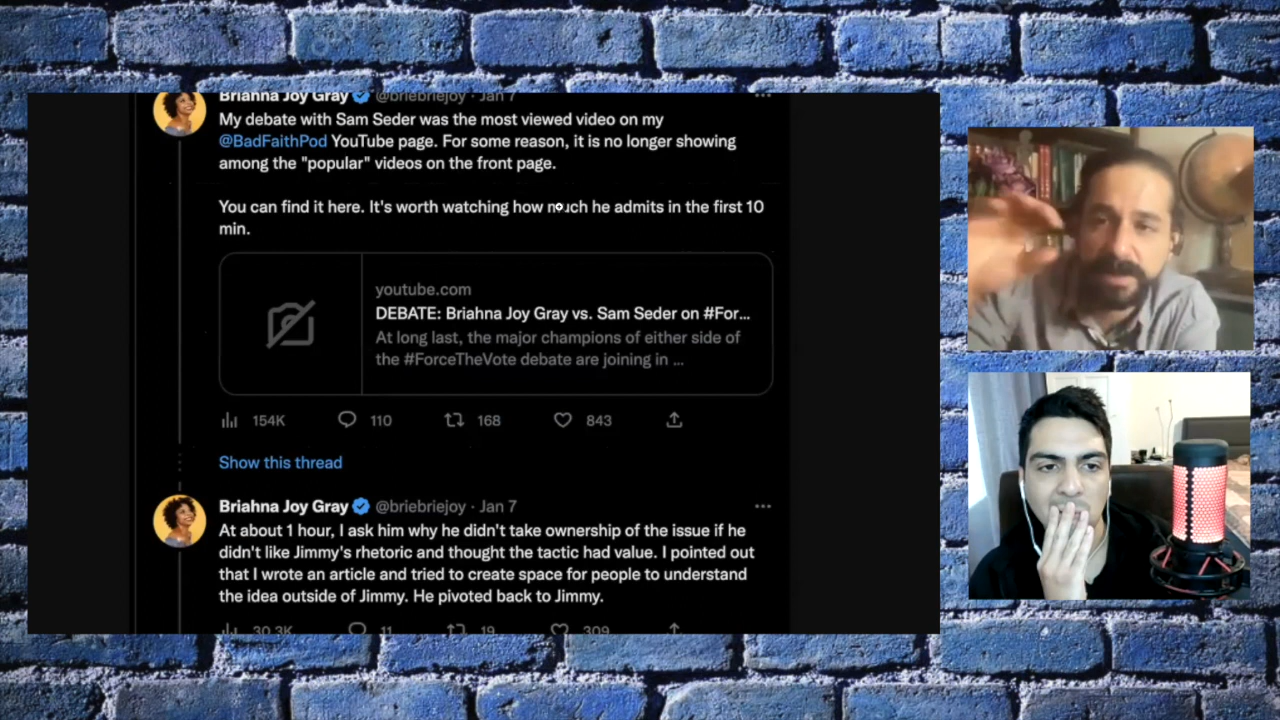 Briahna Joy Gray @briebriejoy · Jan 7 ...
My debate with Sam Seder was the most viewed video on my
@BadFaithPod YouTube page. For some reason, it is no longer showing
among the "popular" videos on the front page.
You can find it here. It's worth watching how much he admits in the first 10
min.
youtube.com
DEBATE: Briahna Joy Gray vs. Sam Seder on #For...
At long last, the major champions of either side of
the #ForceTheVote debate are joining in ...
154K 110 168 843
Show this thread
Briahna Joy Gray @briebriejoy · Jan 7 ...
At about 1 hour, I ask him why he didn't take ownership of the issue if he
didn't like Jimmy's rhetoric and thought the tactic had value. I pointed out
that I wrote an article and tried to create space for people to understand
the idea outside of Jimmy. He pivoted back to Jimmy.
30.3K 11 19 309